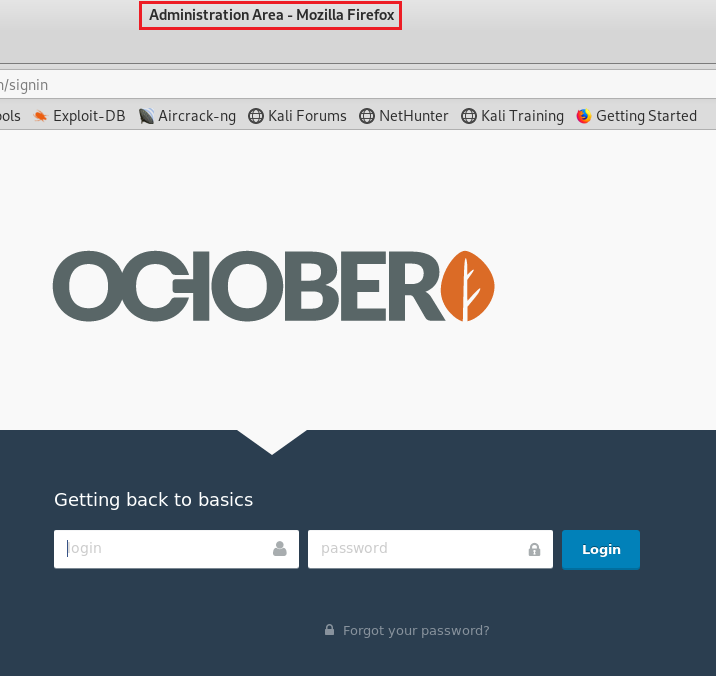 Administration Area - Mozilla Firefox
n/signin
ools Exploit-DB Aircrack-ng Kali Forums NetHunter Kali Training Getting Started
OCTOBER
Getting back to basics
login password Login
Forgot your password?